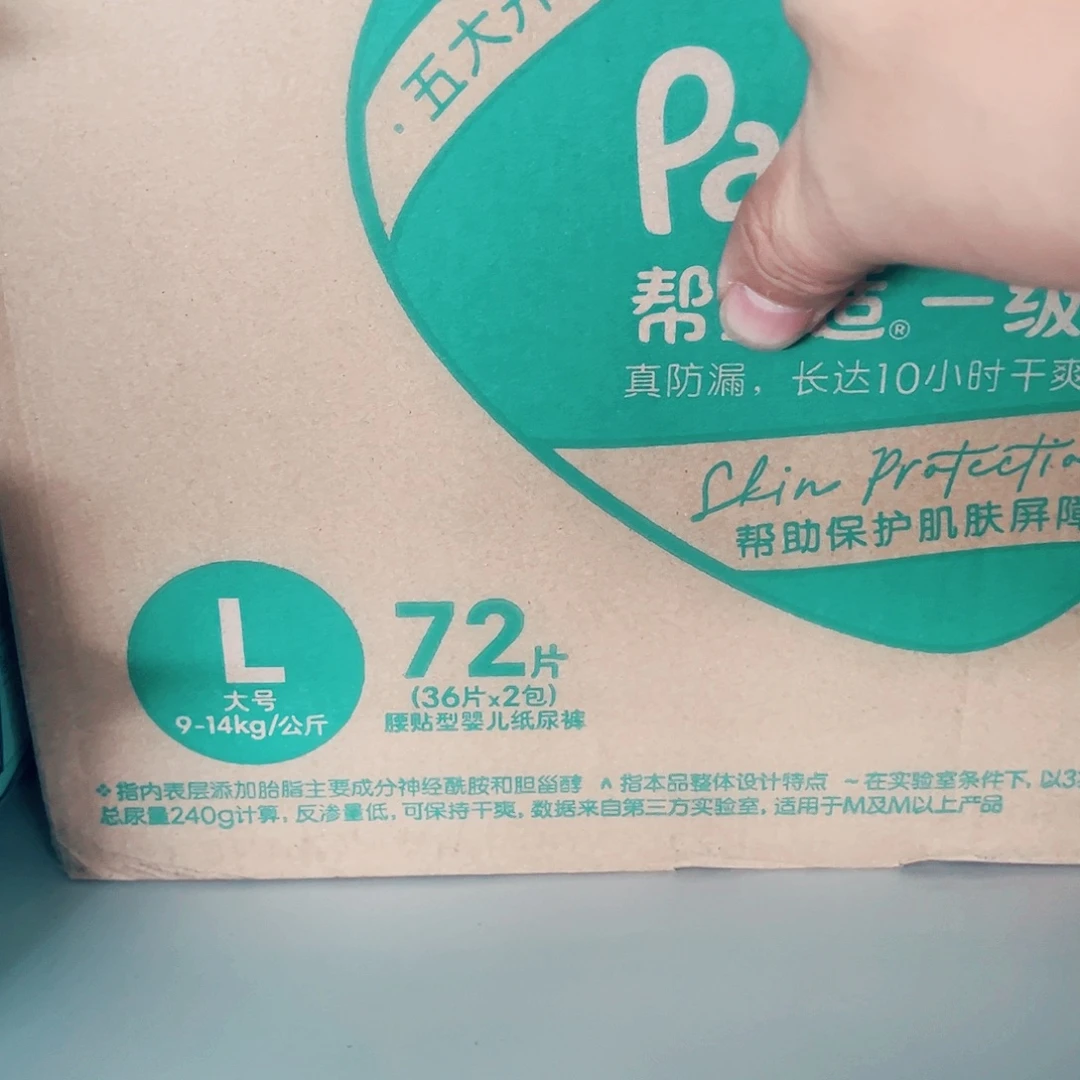 ·五大升
Pa
帮宝适®一级
真防漏，长达10小时干爽
Skin Protectio
帮助保护肌肤屏障
L
大号
9-14kg/公斤
72片
(36片x2包)
腰贴型婴儿纸尿裤
❖指内表层添加胎脂主要成分神经酰胺和胆甾醇 ^ 指本品整体设计特点 ~在实验室条件下, 以3
总尿量240g计算, 反渗量低, 可保持干爽, 数据来自第三方实验室, 适用于M及M以上产品